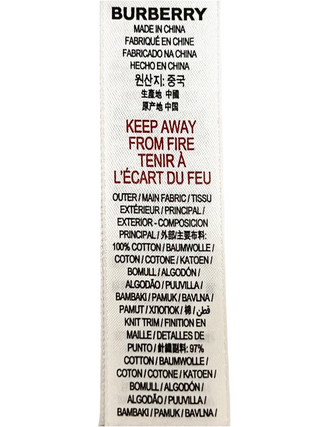 BURBERRY
MADE IN CHINA
FABRIQUÉ EN CHINE
FABRICADO NA CHINA
HECHO EN CHINA
원산지: 중국
生產地 中國
原产地 中国
KEEP AWAY
FROM FIRE
TENIR À
L'ÉCART DU FEU
OUTER / MAIN FABRIC / TISSU
EXTÉRIEUR / PRINCIPAL /
EXTERIOR - COMPOSICION
PRINCIPAL / 外部/主要布料:
100% COTTON / BAUMWOLLE /
COTON / COTONE / KATOEN /
BOMULL / ALGODÓN /
ALGODÃO / PUUVILLA /
BAMBAKI / PAMUK / BAVLNA /
PAMUT / ХЛОПОК / 棉 / قطن /
KNIT TRIM / FINITION EN
MAILLE / DETALLES DE
PUNTO / 針織副料: 97%
COTTON / BAUMWOLLE /
COTON / COTONE / KATOEN /
BOMULL / ALGODÓN /
ALGODÃO / PUUVILLA /
BAMBAKI / PAMUK / BAVLNA /